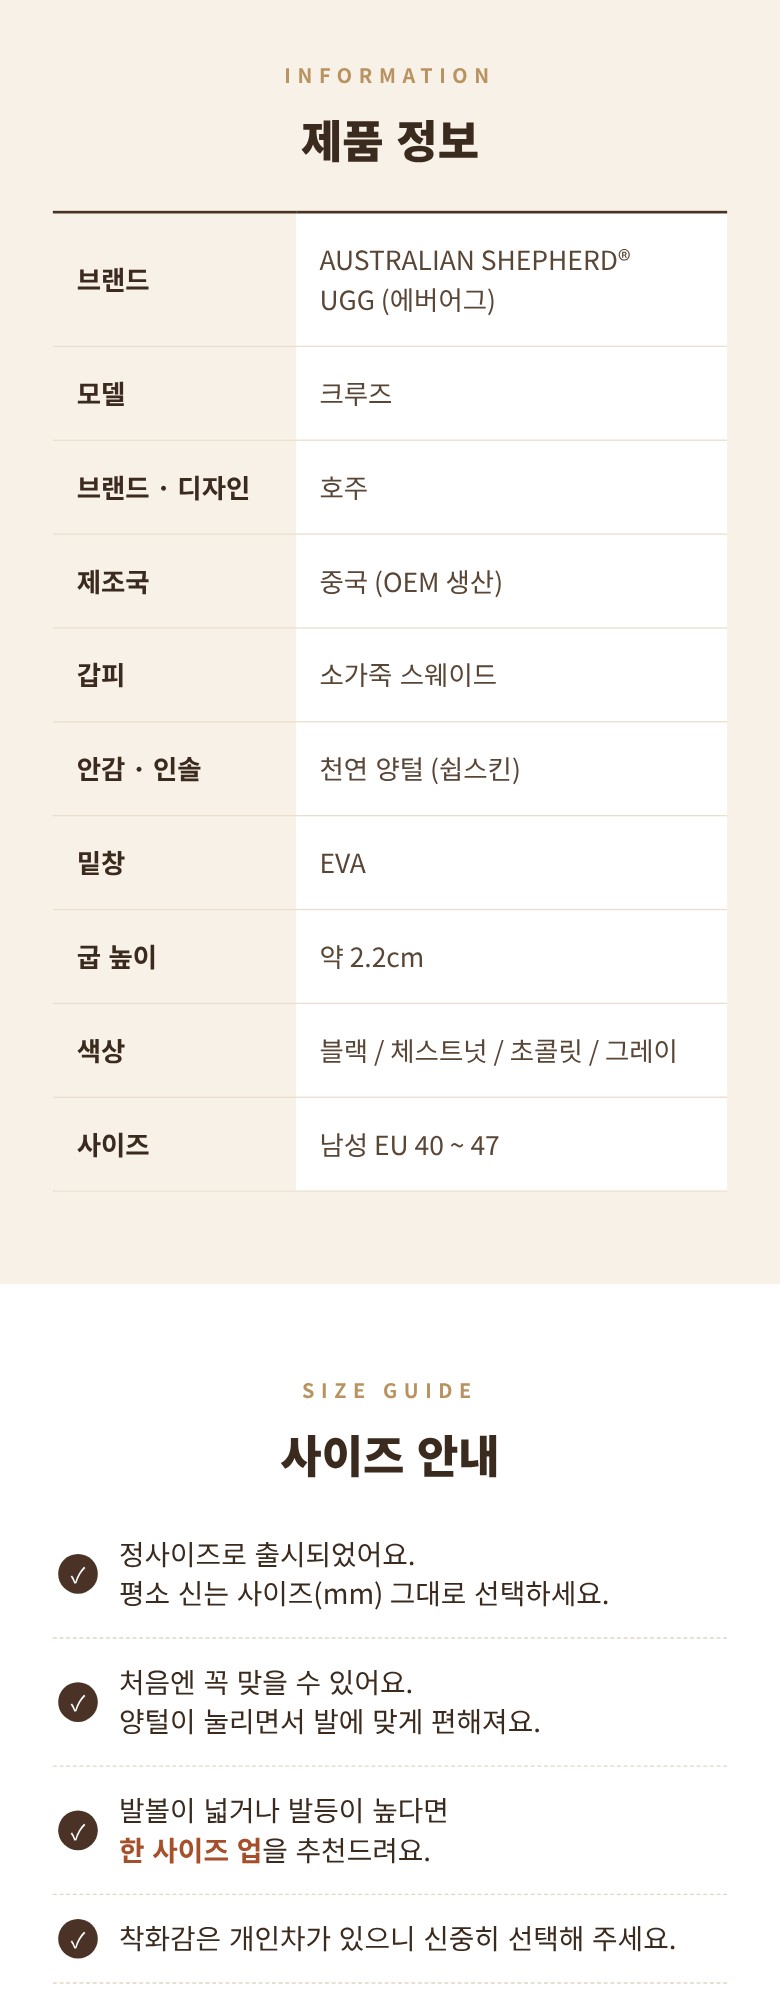 INFORMATION
제품 정보
브랜드
AUSTRALIAN SHEPHERD®
UGG (에버어그)
모델
크루즈
브랜드 · 디자인
호주
제조국
중국 (OEM 생산)
갑피
소가죽 스웨이드
안감 · 인솔
천연 양털 (쉽스킨)
밑창
EVA
굽 높이
약 2.2cm
색상
블랙 / 체스트넛 / 초콜릿 / 그레이
사이즈
남성 EU 40 ~ 47
SIZE GUIDE
사이즈 안내
정사이즈로 출시되었어요.
평소 신는 사이즈(mm) 그대로 선택하세요.
처음엔 꼭 맞을 수 있어요.
양털이 눌리면서 발에 맞게 편해져요.
발볼이 넓거나 발등이 높다면
한 사이즈 업을 추천드려요.
착화감은 개인차가 있으니 신중히 선택해 주세요.